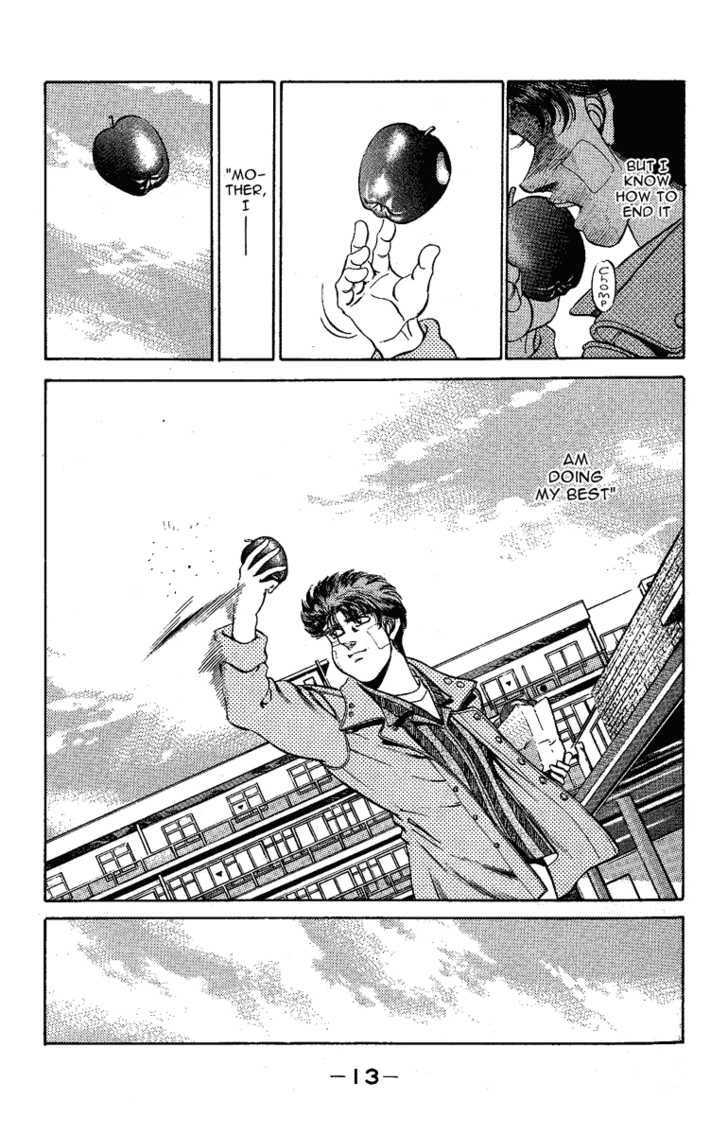 BUT I
KNOW
HOW TO
END IT
Chomp
"MO-
THER,
I
AM
DOING
MY BEST"
—13—